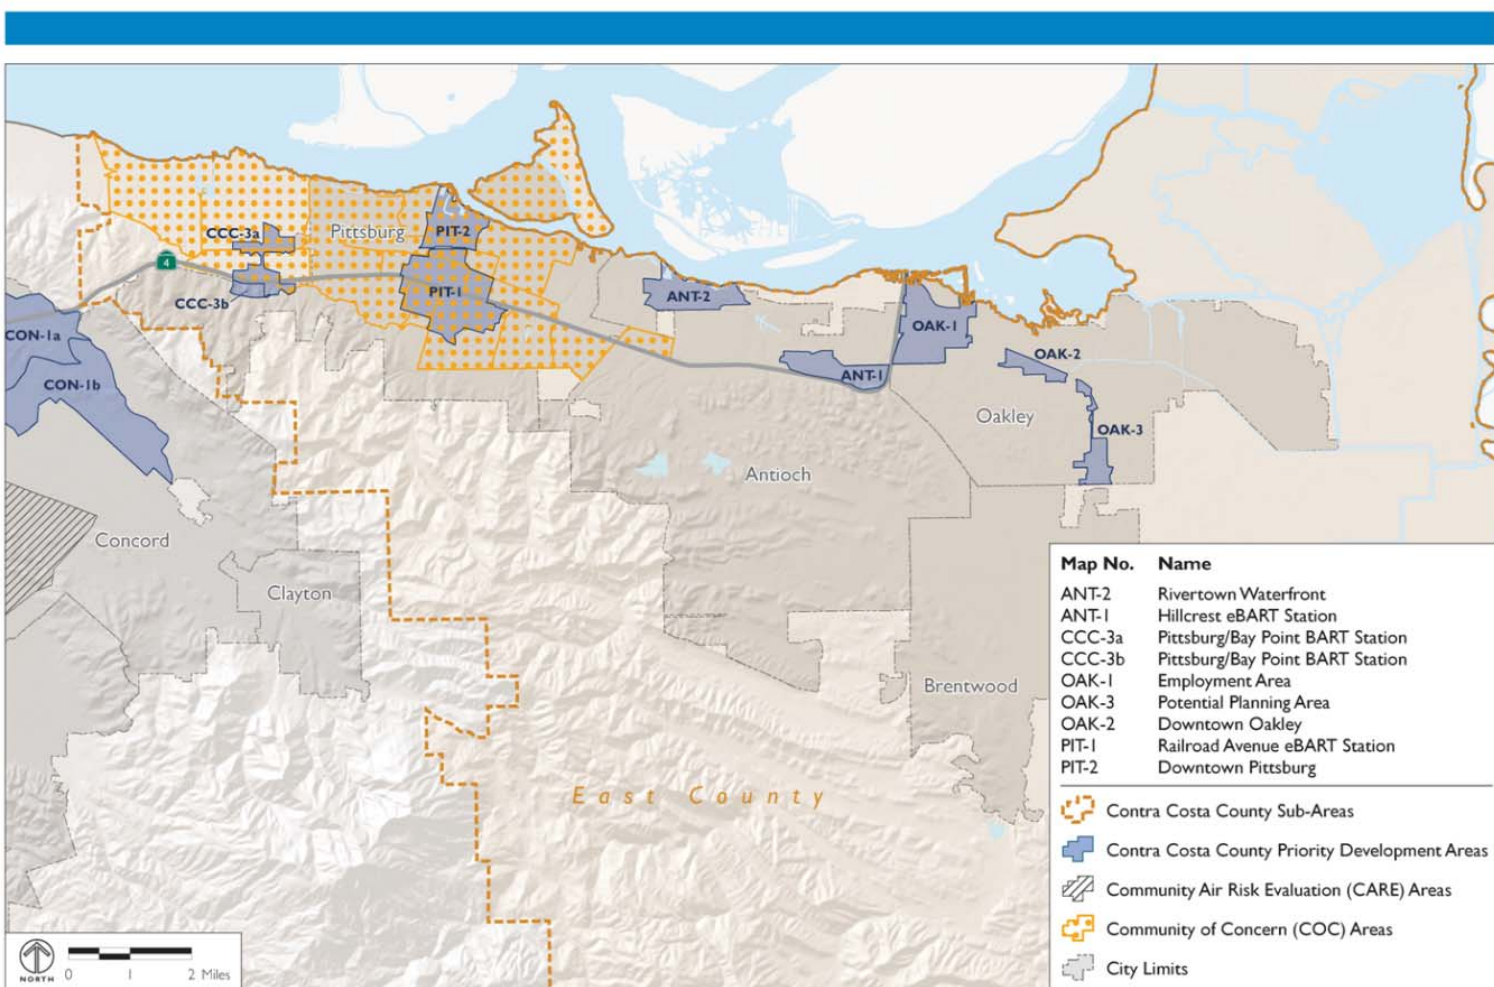 CCC-3a
Pittsburg
PIT-2
4
CCC-3b
PIT-1
ANT-2
CON-1a
OAK-1
OAK-2
CON-1b
ANT-1
Oakley
OAK-3
Antioch
Concord
Clayton
Brentwood
East County
Map No. Name
ANT-2 Rivertown Waterfront
ANT-1 Hillcrest eBART Station
CCC-3a Pittsburg/Bay Point BART Station
CCC-3b Pittsburg/Bay Point BART Station
OAK-1 Employment Area
OAK-3 Potential Planning Area
OAK-2 Downtown Oakley
PIT-1 Railroad Avenue eBART Station
PIT-2 Downtown Pittsburg
Contra Costa County Sub-Areas
Contra Costa County Priority Development Areas
Community Air Risk Evaluation (CARE) Areas
Community of Concern (COC) Areas
City Limits
NORTH
0 1 2 Miles